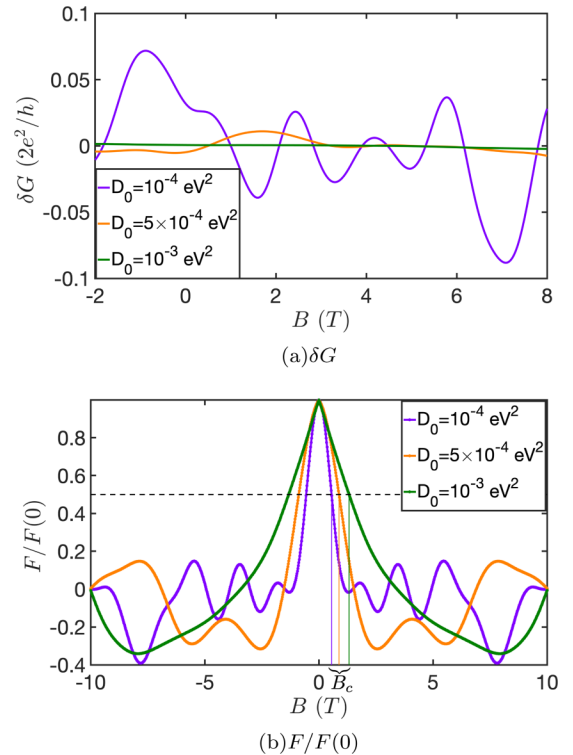 0.1
0.05
0
-0.05
-0.1
δG (2e²/h)
D₀=10⁻⁴ eV²
D₀=5×10⁻⁴ eV²
D₀=10⁻³ eV²
-2 0 2 4 6 8
B (T)
(a)δG
0.8
0.6
0.4
0.2
0
-0.2
-0.4
F/F(0)
D₀=10⁻⁴ eV²
D₀=5×10⁻⁴ eV²
D₀=10⁻³ eV²
-10 -5 0 5 10
B_c
B (T)
(b)F/F(0)